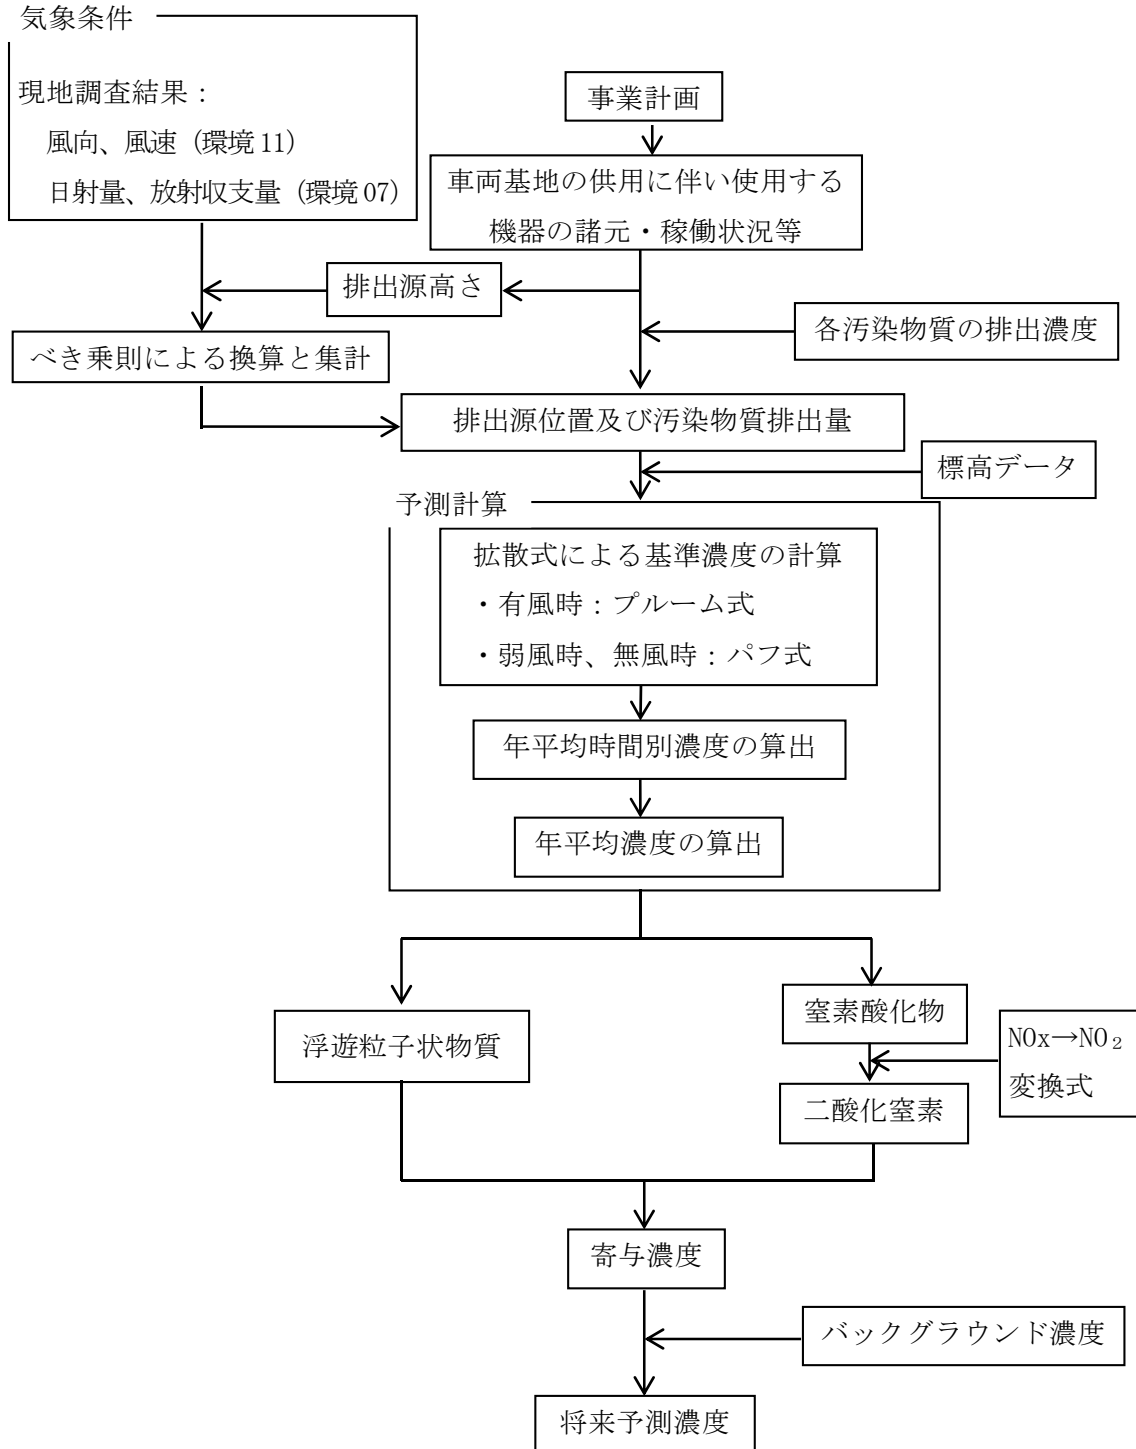 気象条件
現地調査結果：
風向、風速（環境11）
日射量、放射収支量（環境07）
事業計画
車両基地の供用に伴い使用する
機器の諸元・稼働状況等
排出源高さ
各汚染物質の排出濃度
べき乗則による換算と集計
排出源位置及び汚染物質排出量
標高データ
予測計算
拡散式による基準濃度の計算
・有風時：プルーム式
・弱風時、無風時：パフ式
年平均時間別濃度の算出
年平均濃度の算出
浮遊粒子状物質
窒素酸化物
NOx→NO₂
変換式
二酸化窒素
寄与濃度
バックグラウンド濃度
将来予測濃度